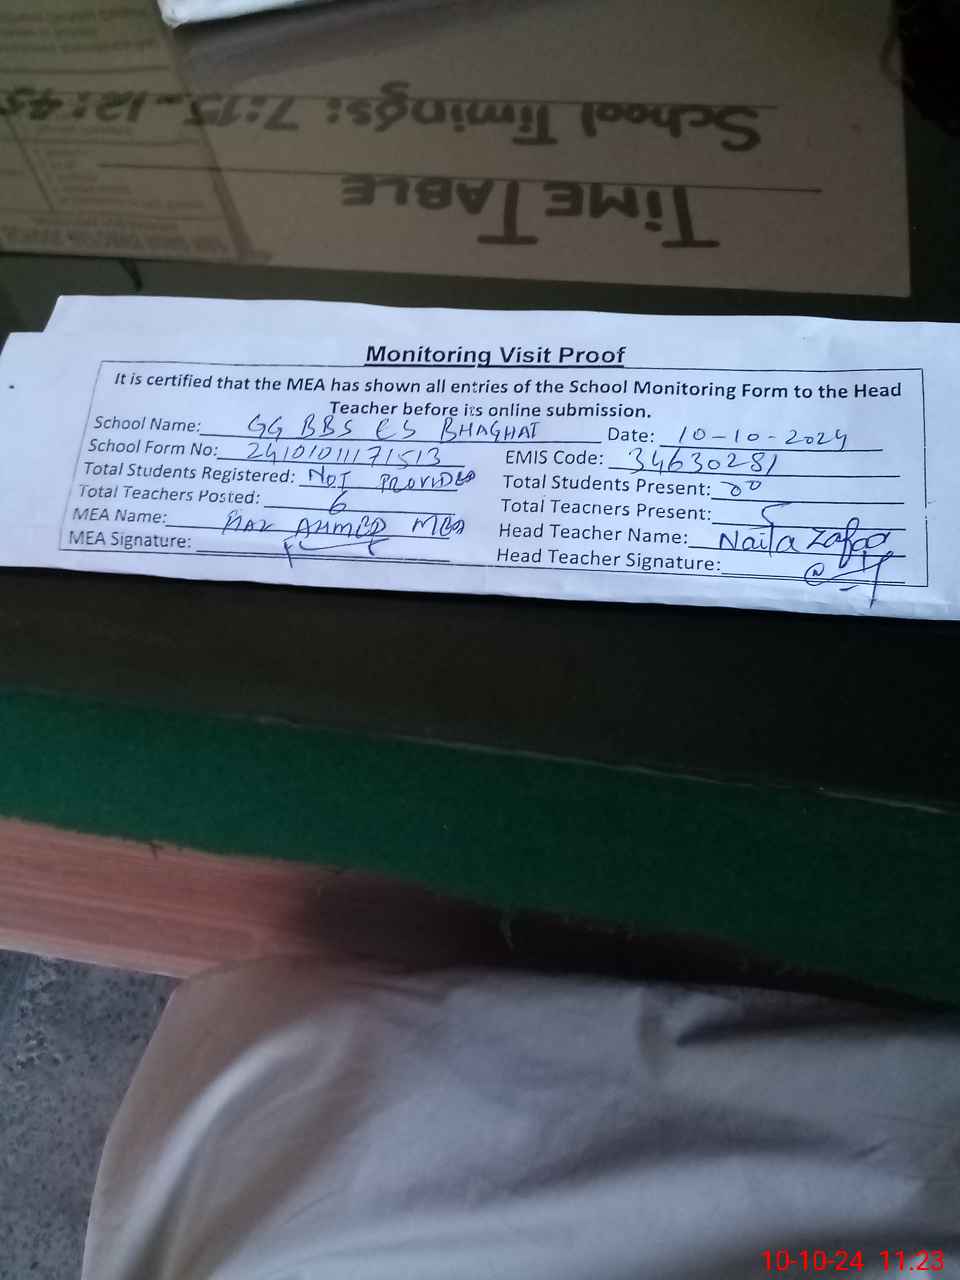 School Timings: 7:15-12:45
TIME TABLE
Monitoring Visit Proof
It is certified that the MEA has shown all entries of the School Monitoring Form to the Head
Teacher before its online submission.
School Name: GG BBS ES BHAGHAT Date: 10-10-2024
School Form No: 24101011171513 EMIS Code: 34630281
Total Students Registered: NOT PROVIDED Total Students Present: 00
Total Teachers Posted: 6 Total Teachers Present: 5
MEA Name: AHMED MEA Head Teacher Name: Naila Zafar
MEA Signature: Head Teacher Signature:
10-10-24 11.23